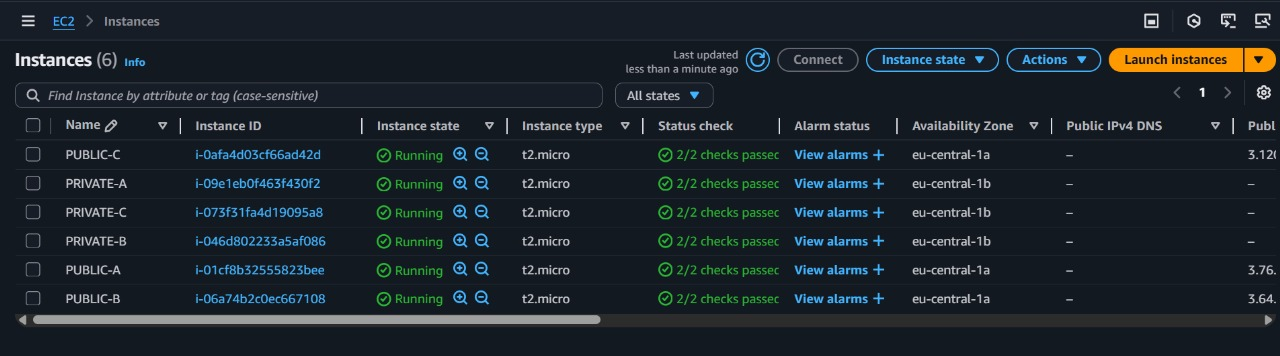 EC2 > Instances
Instances (6) Info
Last updated less than a minute ago
Connect
Instance state
Actions
Launch instances
Find Instance by attribute or tag (case-sensitive)
All states
1
Name Instance ID Instance state Instance type Status check Alarm status Availability Zone Public IPv4 DNS Publ
PUBLIC-C i-0afa4d03cf66ad42d Running t2.micro 2/2 checks passec View alarms + eu-central-1a – 3.120
PRIVATE-A i-09e1eb0f463f430f2 Running t2.micro 2/2 checks passec View alarms + eu-central-1b – –
PRIVATE-C i-073f31fa4d19095a8 Running t2.micro 2/2 checks passec View alarms + eu-central-1b – –
PRIVATE-B i-046d802233a5af086 Running t2.micro 2/2 checks passec View alarms + eu-central-1b – –
PUBLIC-A i-01cf8b32555823bee Running t2.micro 2/2 checks passec View alarms + eu-central-1a – 3.76.
PUBLIC-B i-06a74b2c0ec667108 Running t2.micro 2/2 checks passec View alarms + eu-central-1a – 3.64.